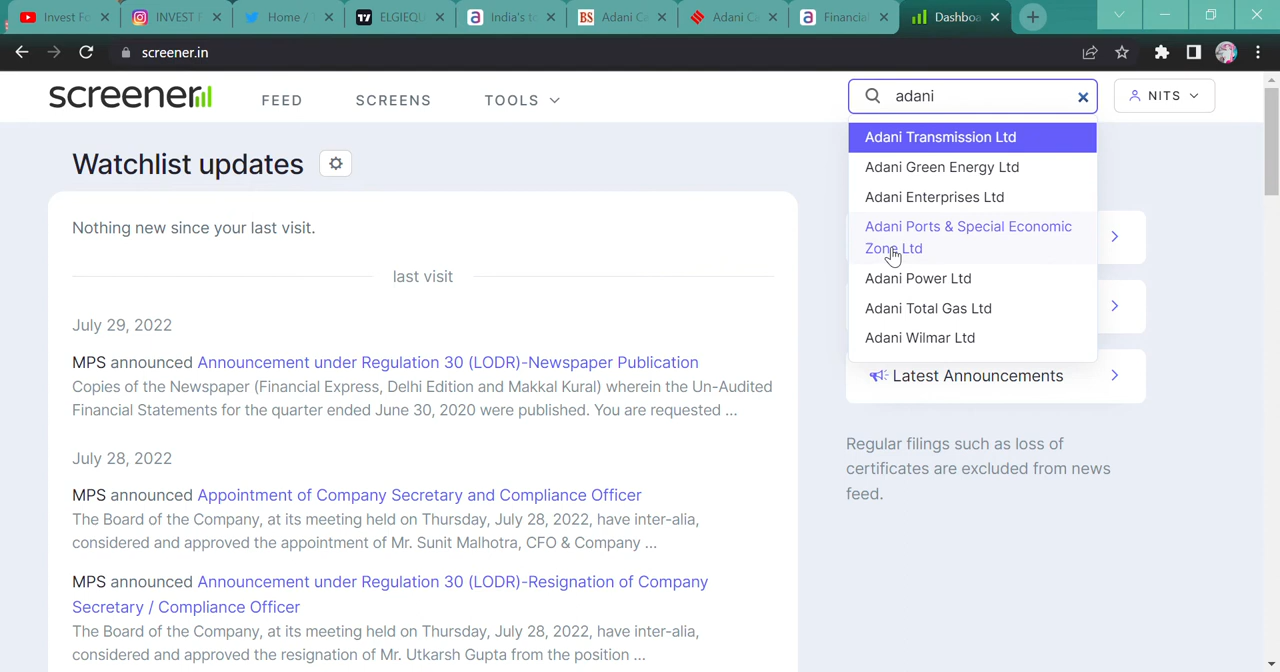 Invest Fo
INVEST F
Home / T
ELGIEQU
India's to
BS
Adani Ca
Adani C
Financial
Dashboa
screener.in
screener
FEED
SCREENS
TOOLS
adani
NITS
Adani Transmission Ltd
Adani Green Energy Ltd
Adani Enterprises Ltd
Adani Ports & Special Economic
Zone Ltd
Adani Power Ltd
Adani Total Gas Ltd
Adani Wilmar Ltd
Watchlist updates
Nothing new since your last visit.
last visit
July 29, 2022
MPS announced Announcement under Regulation 30 (LODR)-Newspaper Publication
Copies of the Newspaper (Financial Express, Delhi Edition and Makkal Kural) wherein the Un-Audited
Financial Statements for the quarter ended June 30, 2020 were published. You are requested ...
July 28, 2022
MPS announced Appointment of Company Secretary and Compliance Officer
The Board of the Company, at its meeting held on Thursday, July 28, 2022, have inter-alia,
considered and approved the appointment of Mr. Sunit Malhotra, CFO & Company ...
MPS announced Announcement under Regulation 30 (LODR)-Resignation of Company
Secretary / Compliance Officer
The Board of the Company, at its meeting held on Thursday, July 28, 2022, have inter-alia,
considered and approved the resignation of Mr. Utkarsh Gupta from the position ...
Latest Announcements
Regular filings such as loss of
certificates are excluded from news
feed.